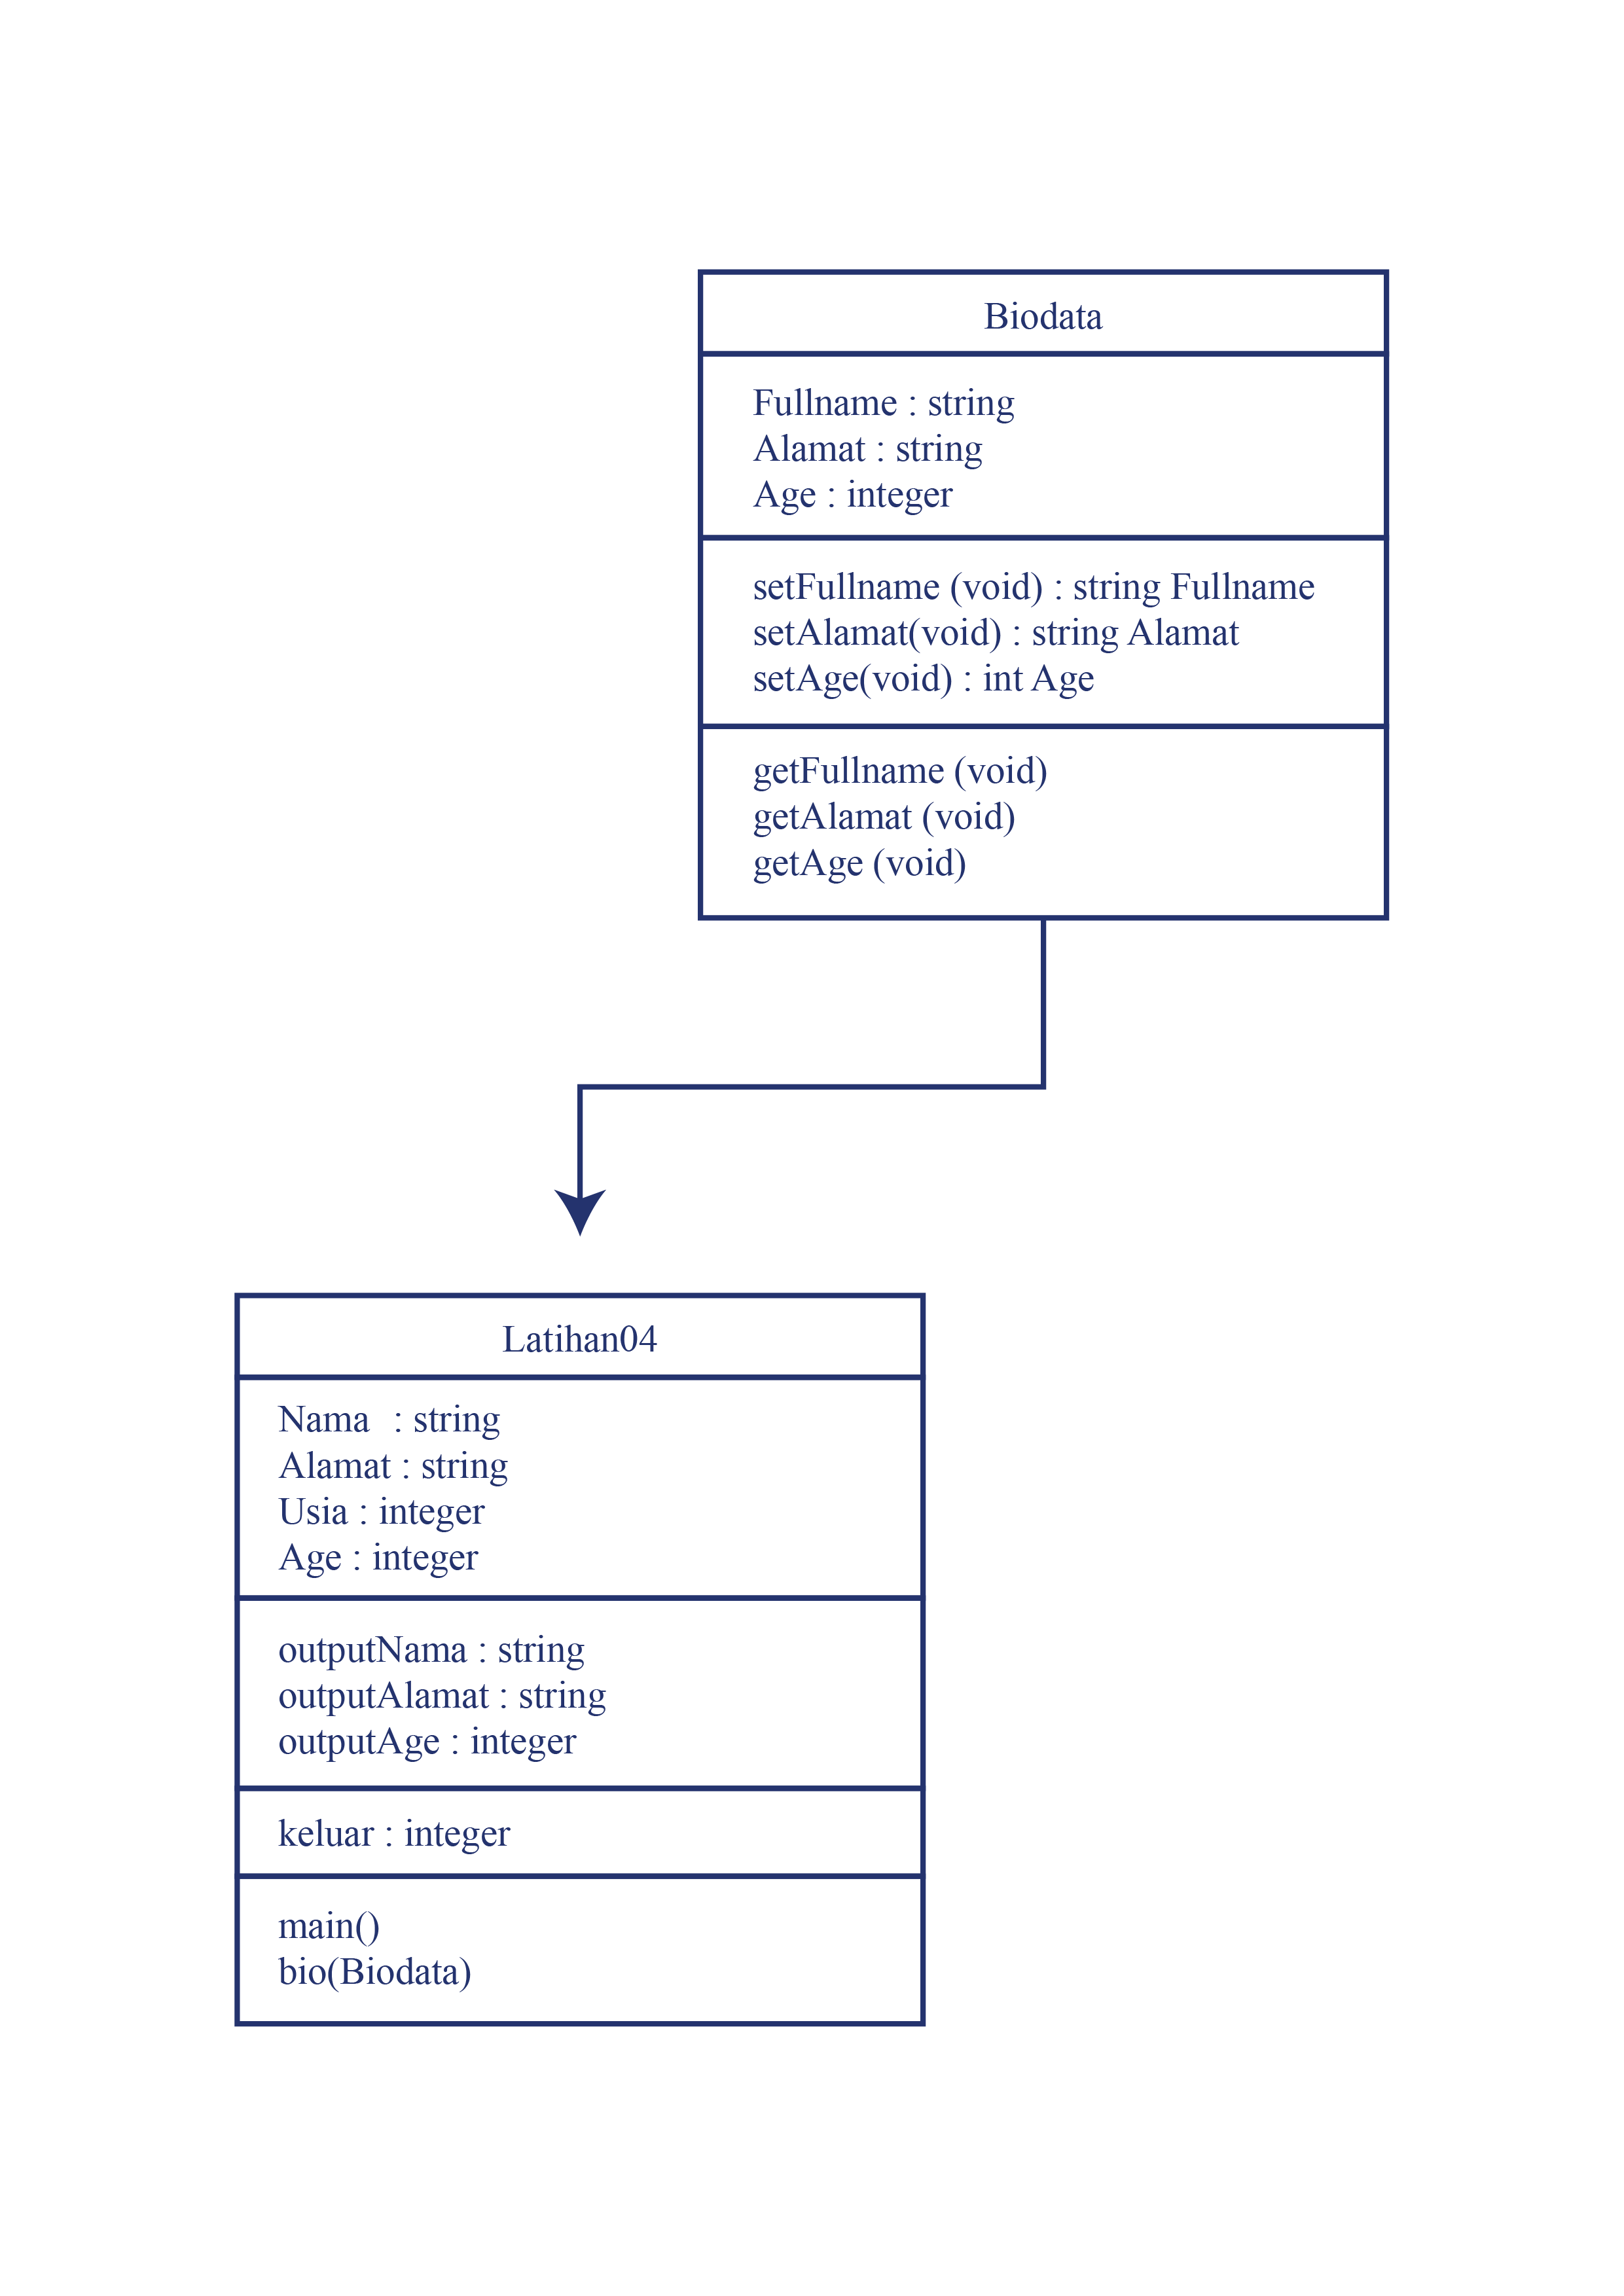 Biodata
Fullname : string
Alamat : string
Age : integer
setFullname (void) : string Fullname
setAlamat(void) : string Alamat
setAge(void) : int Age
getFullname (void)
getAlamat (void)
getAge (void)
Latihan04
Nama  : string
Alamat : string
Usia : integer
Age : integer
outputNama : string
outputAlamat : string
outputAge : integer
keluar : integer
main()
bio(Biodata)